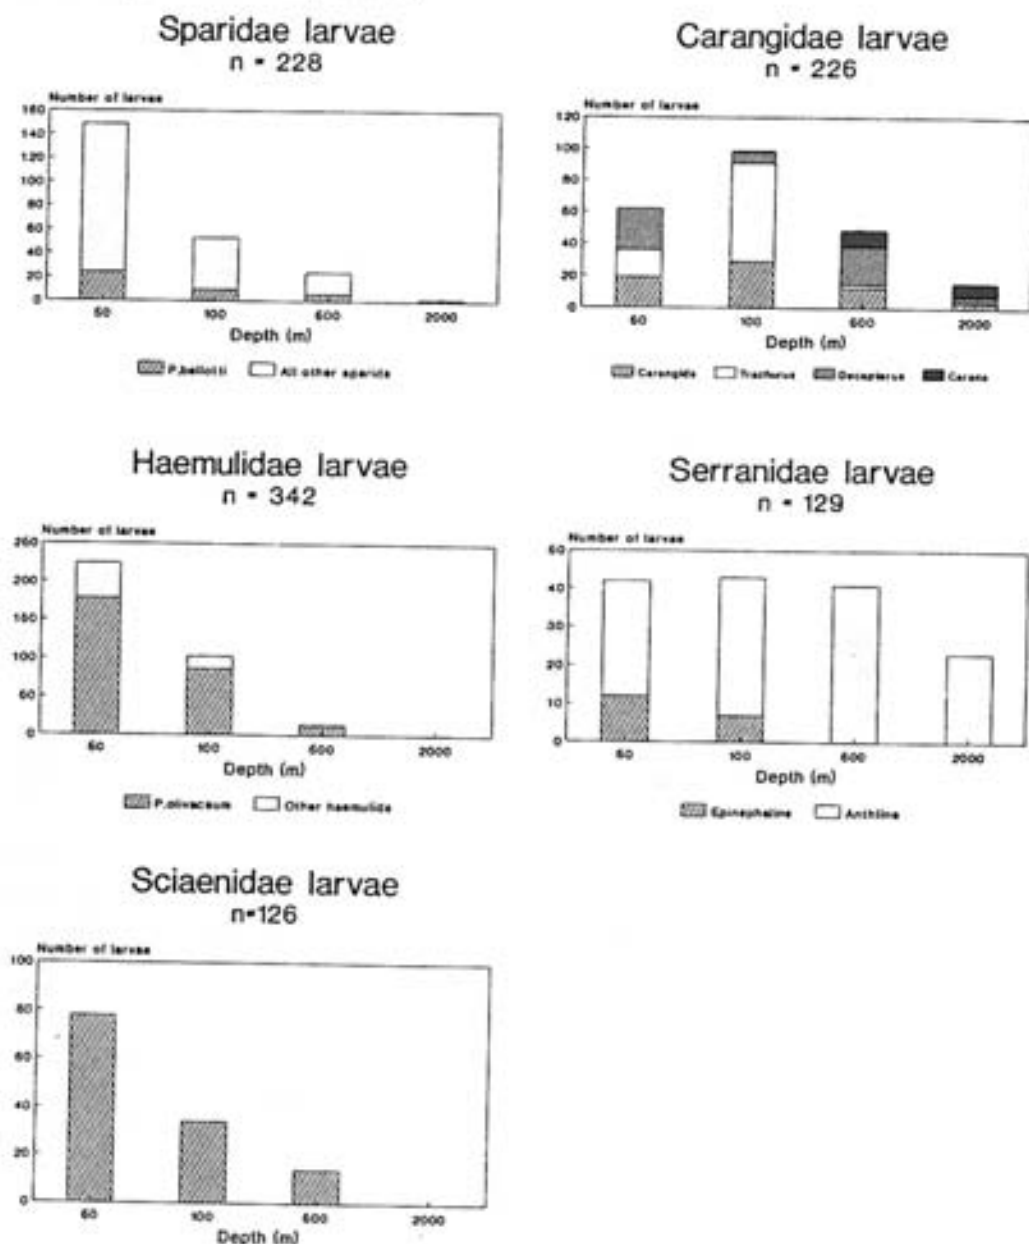 Sparidae larvae
n = 228
Number of larvae
160
140
120
100
80
60
40
20
0
50
100
600
2000
Depth (m)
P.bellotti
All other sparids
Carangidae larvae
n = 226
Number of larvae
120
100
80
60
40
20
0
50
100
600
2000
Depth (m)
Carangids
Trachurus
Decapterus
Caranx
Haemulidae larvae
n = 342
Number of larvae
250
200
150
100
50
0
50
100
600
2000
Depth (m)
Other haemulids
Serranidae larvae
n = 129
Number of larvae
50
40
30
20
10
0
50
100
600
2000
Depth (m)
Epinepheline
Anthiine
Sciaenidae larvae
n=126
Number of larvae
100
80
60
40
20
0
50
100
600
2000
Depth (m)